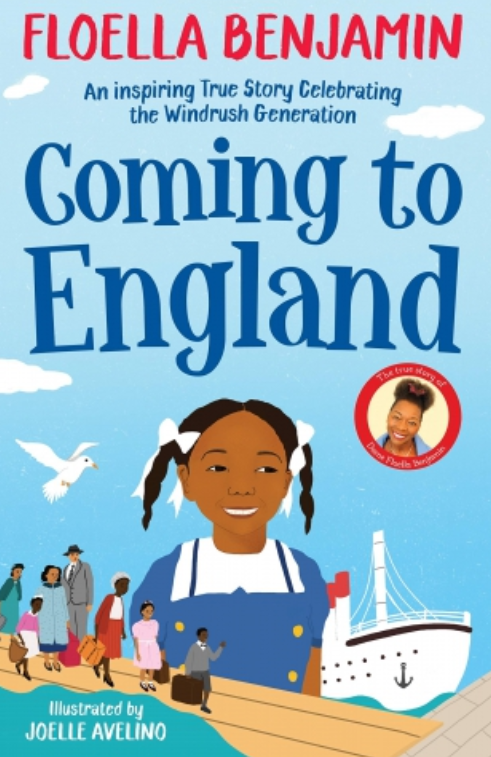 FLOELLA BENJAMIN
An inspiring True Story Celebrating
the Windrush Generation
Coming to
England
The true story of
Dame Floella Benjamin
Illustrated by
JOELLE AVELINO